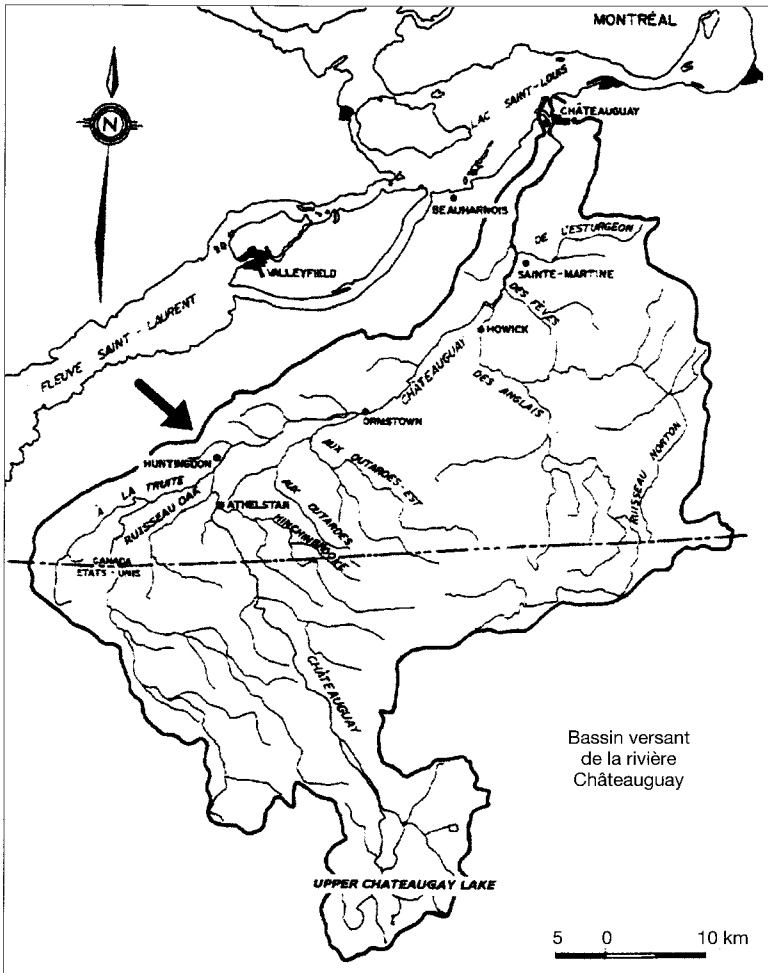 MONTRÉAL
LAC SAINT-LOUIS
CHÂTEAUGUAY
N
BEAUHARNOIS
DE L'ESTURGEON
VALLEYFIELD
SAINTE-MARTINE
DES FÈVES
FLEUVE SAINT-LAURENT
HOWICK
CHÂTEAUGUAY
DES ANGLAIS
ORMSTOWN
HUNTINGDON
AUX OUTARDES EST
RUISSEAU NORTON
À LA TRUITE
RUISSEAU OAK
ATHELSTAN
AUX OUTARDES
HINCHINBROOKE
CANADA
ETATS-UNIS
CHÂTEAUGUAY
Bassin versant
de la rivière
Châteauguay
UPPER CHATEAUGAY LAKE
5 0 10 km